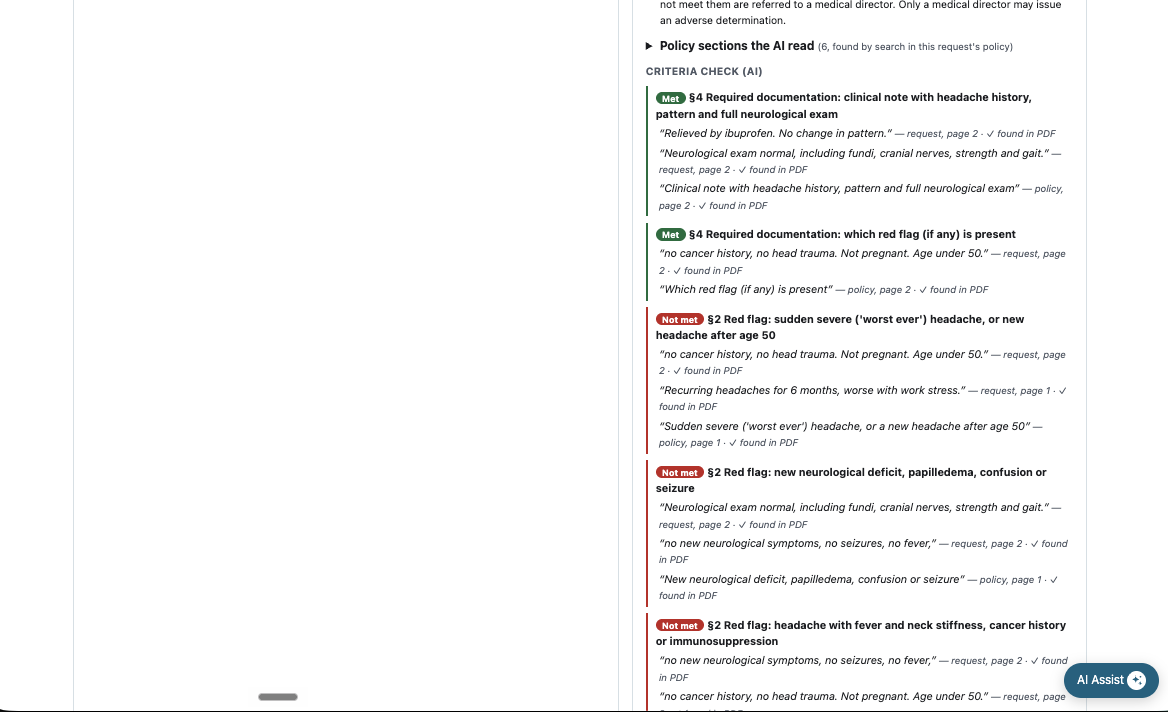 not meet them are referred to a medical director. Only a medical director may issue
an adverse determination.
▶ Policy sections the AI read (6, found by search in this request's policy)
CRITERIA CHECK (AI)
Met §4 Required documentation: clinical note with headache history,
pattern and full neurological exam
“Relieved by ibuprofen. No change in pattern.” — request, page 2 · ✓ found in PDF
“Neurological exam normal, including fundi, cranial nerves, strength and gait.” —
request, page 2 · ✓ found in PDF
“Clinical note with headache history, pattern and full neurological exam” — policy,
page 2 · ✓ found in PDF
Met §4 Required documentation: which red flag (if any) is present
“no cancer history, no head trauma. Not pregnant. Age under 50.” — request, page
2 · ✓ found in PDF
“Which red flag (if any) is present” — policy, page 2 · ✓ found in PDF
Not met §2 Red flag: sudden severe ('worst ever') headache, or new
headache after age 50
“no cancer history, no head trauma. Not pregnant. Age under 50.” — request, page
2 · ✓ found in PDF
“Recurring headaches for 6 months, worse with work stress.” — request, page 1 · ✓
found in PDF
“Sudden severe (‘worst ever’) headache, or a new headache after age 50” —
policy, page 1 · ✓ found in PDF
Not met §2 Red flag: new neurological deficit, papilledema, confusion or
seizure
“Neurological exam normal, including fundi, cranial nerves, strength and gait.” —
request, page 2 · ✓ found in PDF
“no new neurological symptoms, no seizures, no fever,” — request, page 2 · ✓ found
in PDF
“New neurological deficit, papilledema, confusion or seizure” — policy, page 1 · ✓
found in PDF
Not met §2 Red flag: headache with fever and neck stiffness, cancer history
or immunosuppression
“no new neurological symptoms, no seizures, no fever,” — request, page 2 · ✓ found
in PDF
“no cancer history, no head trauma. Not pregnant. Age under 50.” — request, page
AI Assist